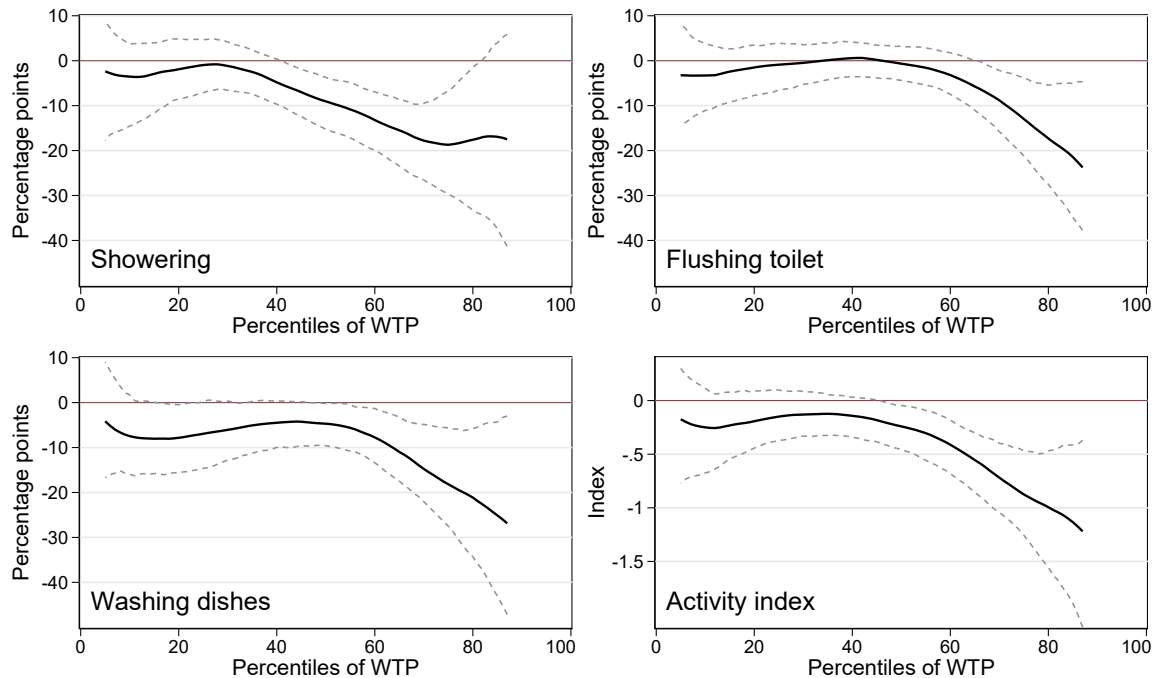 10
0
-10
-20
-30
-40
Percentage points
Showering
0 20 40 60 80 100
Percentiles of WTP
10
0
-10
-20
-30
-40
Percentage points
Flushing toilet
0 20 40 60 80 100
Percentiles of WTP
10
0
-10
-20
-30
-40
Percentage points
Washing dishes
0 20 40 60 80 100
Percentiles of WTP
0
-.5
-1
-1.5
Index
Activity index
0 20 40 60 80 100
Percentiles of WTP